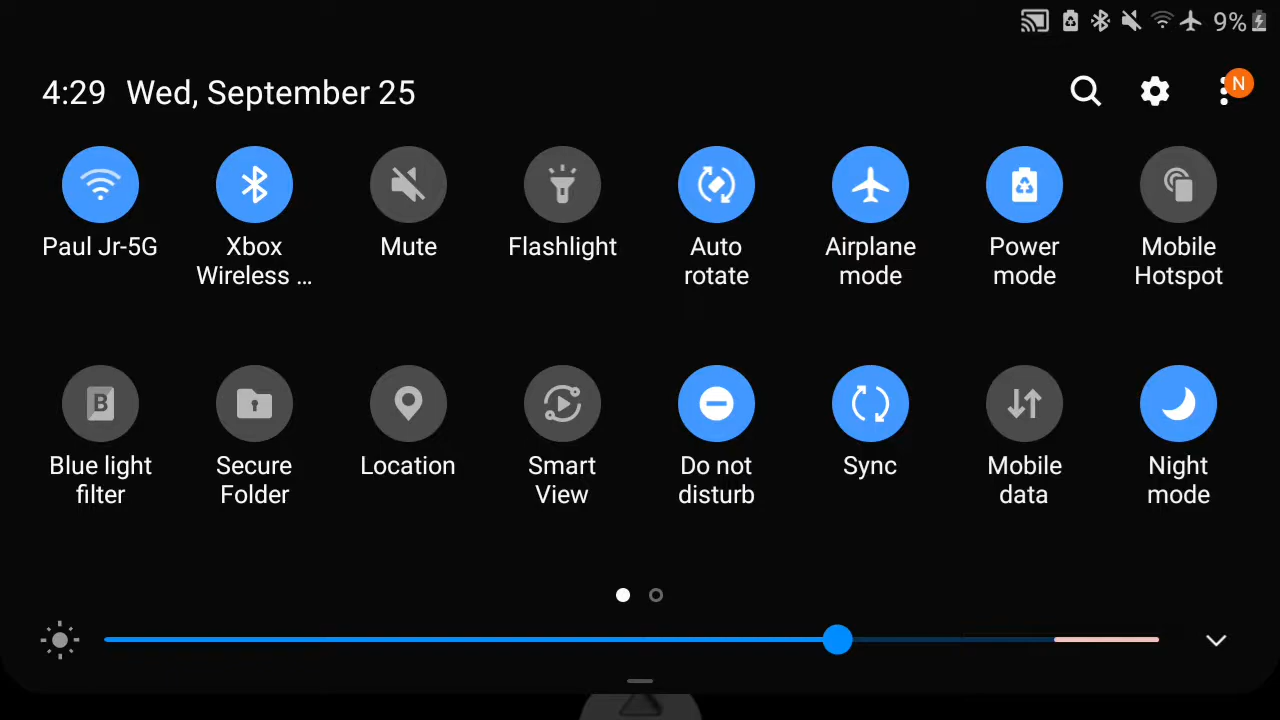 9%
4:29 Wed, September 25
N
Paul Jr-5G
Xbox
Wireless ...
Mute
Flashlight
Auto
rotate
Airplane
mode
Power
mode
Mobile
Hotspot
B
Blue light
filter
Secure
Folder
Location
Smart
View
Do not
disturb
Sync
Mobile
data
Night
mode